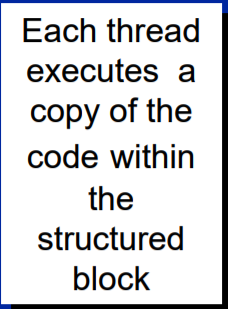 Each thread
executes a
copy of the
code within
the
structured
block